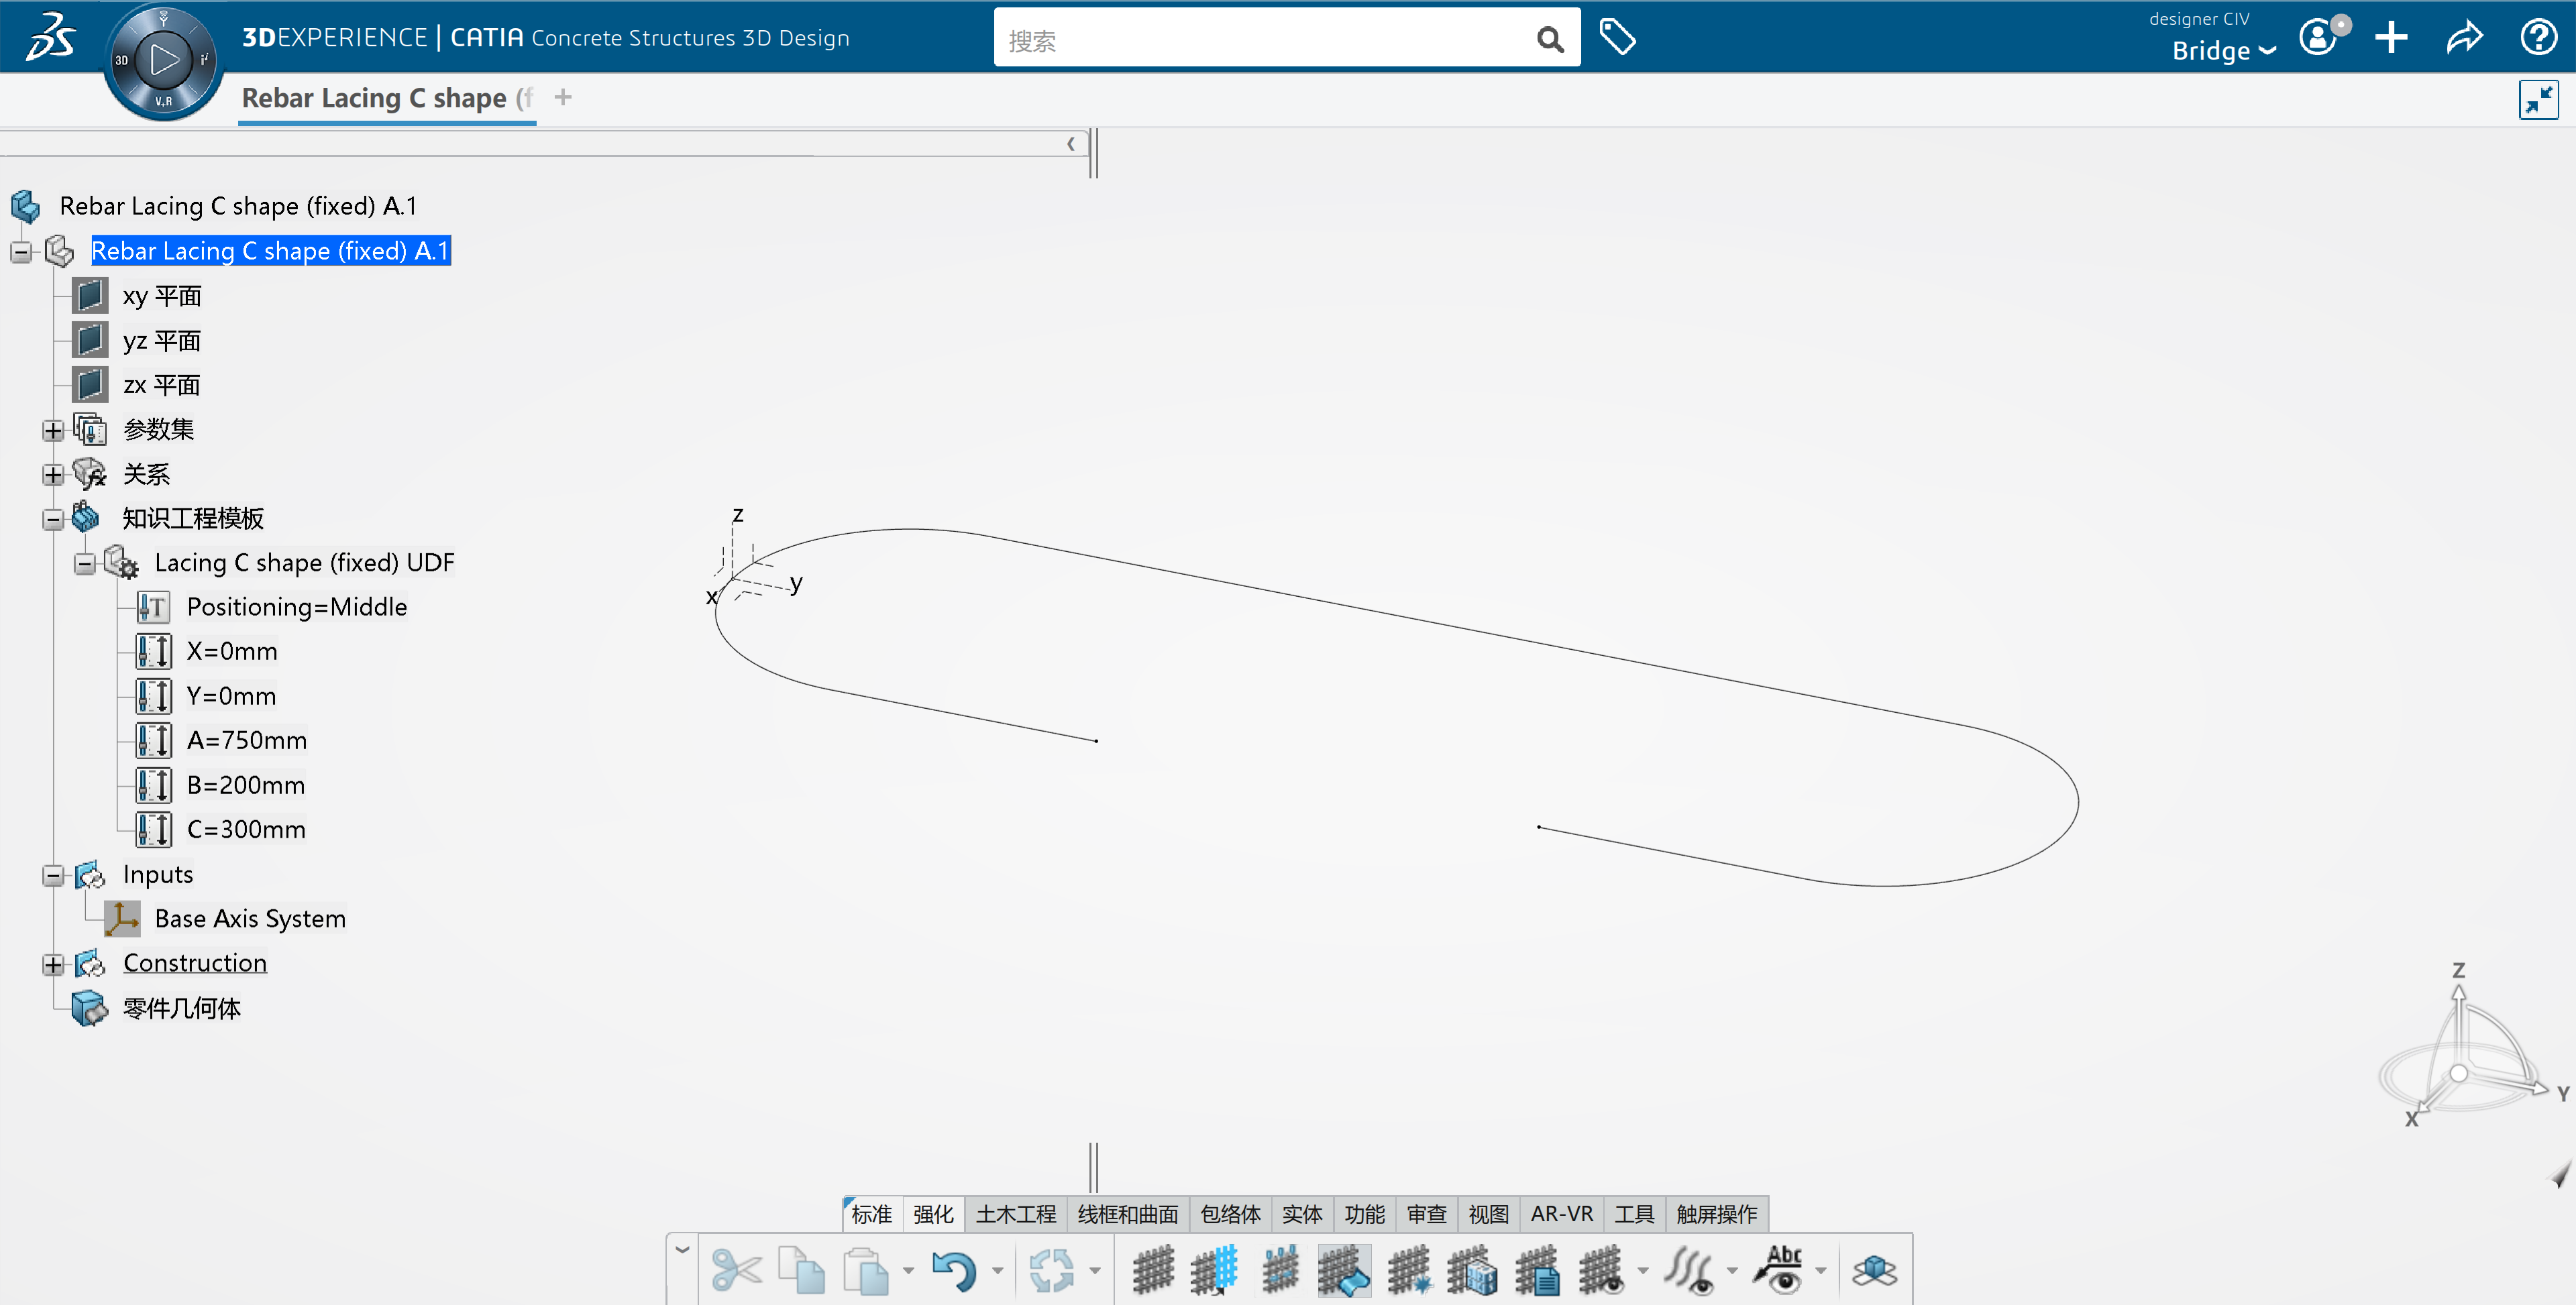 3DEXPERIENCE | CATIA Concrete Structures 3D Design
搜索
designer CIV
Bridge
3D
V,R
Rebar Lacing C shape (f
Rebar Lacing C shape (fixed) A.1
Rebar Lacing C shape (fixed) A.1
xy 平面
yz 平面
zx 平面
参数集
关系
知识工程模板
Lacing C shape (fixed) UDF
Positioning=Middle
X=0mm
Y=0mm
A=750mm
B=200mm
C=300mm
Inputs
Base Axis System
Construction
零件几何体
z
y
x
Z
Y
X
标准 强化 土木工程 线框和曲面 包络体 实体 功能 审查 视图 AR-VR 工具 触屏操作
Abc